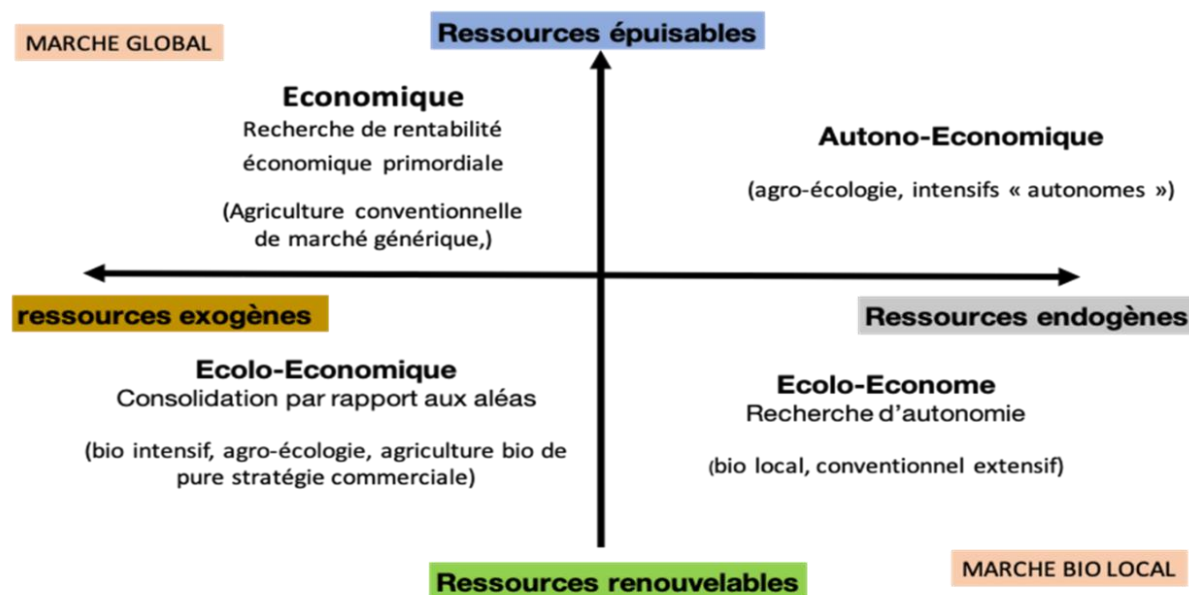 MARCHE GLOBAL
Ressources épuisables
Economique
Recherche de rentabilité
économique primordiale
(Agriculture conventionnelle
de marché générique,)
Autono-Economique
(agro-écologie, intensifs « autonomes »)
ressources exogènes
Ressources endogènes
Ecolo-Economique
Consolidation par rapport aux aléas
(bio intensif, agro-écologie, agriculture bio de
pure stratégie commerciale)
Ecolo-Econome
Recherche d'autonomie
(bio local, conventionnel extensif)
Ressources renouvelables
MARCHE BIO LOCAL